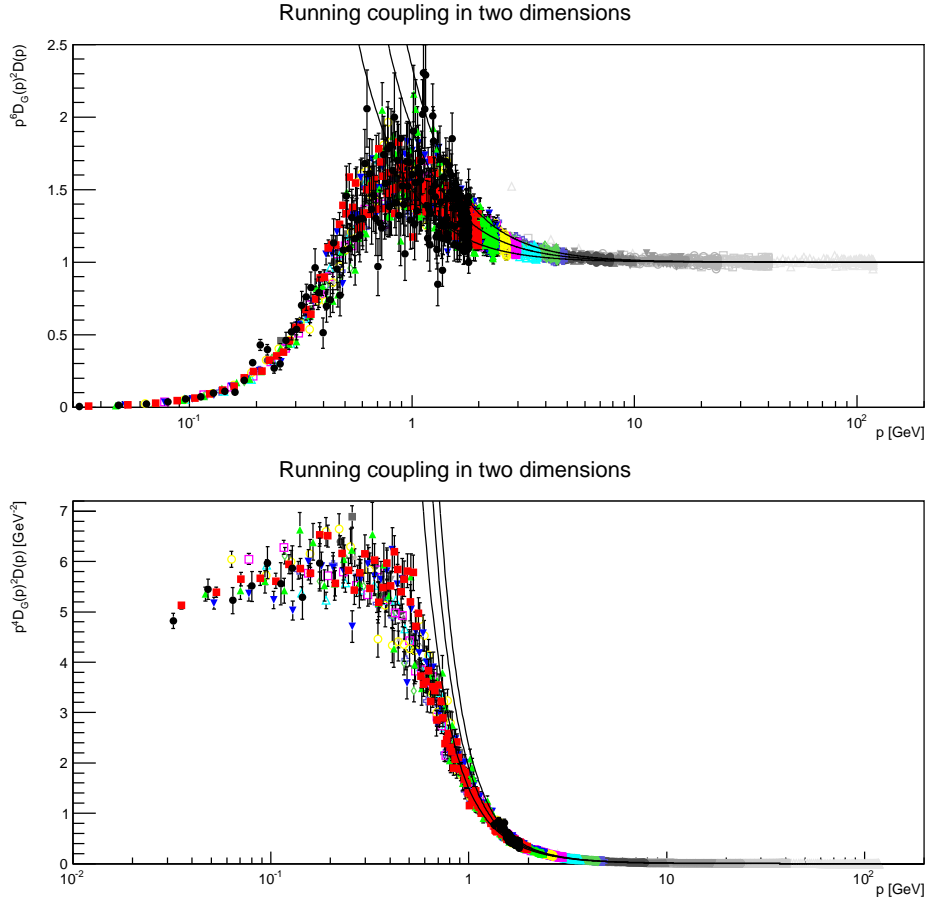 Running coupling in two dimensions
p⁶D_G(p)²D(p)
2.5
2
1.5
1
0.5
0
10⁻¹ 1 10 10²
p [GeV]
Running coupling in two dimensions
p⁴D_G(p)²D(p) [GeV⁻²]
7
6
5
4
3
2
1
0
10⁻² 10⁻¹ 1 10 10²
p [GeV]